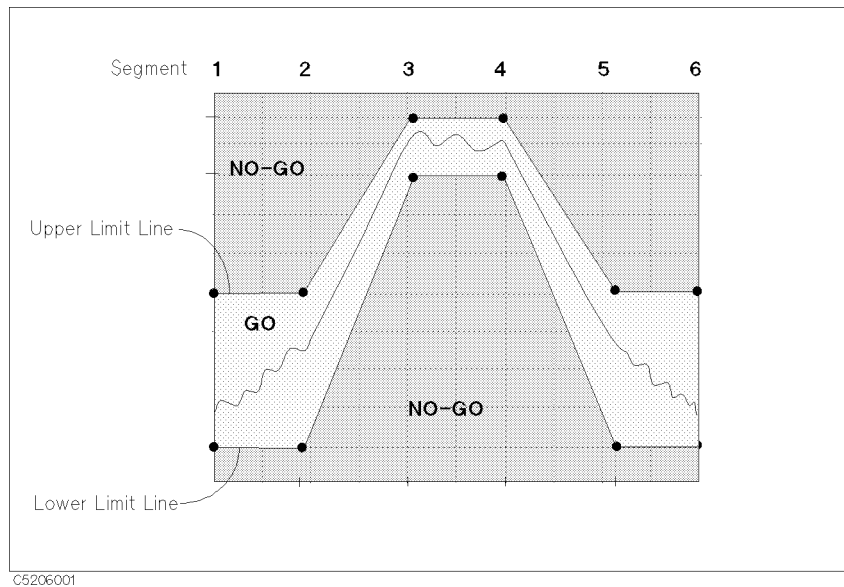 Segment 1 2 3 4 5 6
NO-GO
Upper Limit Line
GO
NO-GO
Lower Limit Line
C5206001